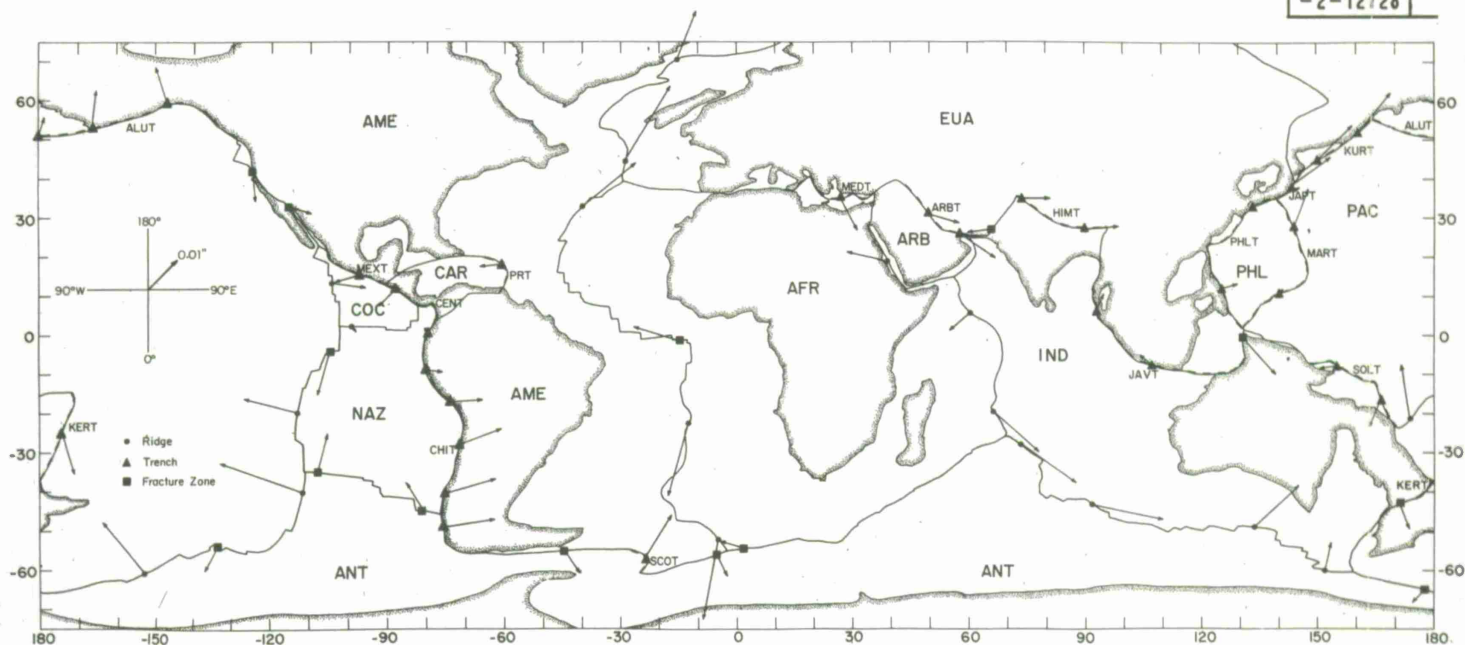 -2-12728
60 ALUT AME EUA ALUT 60
KURT
MEDT. JAPT
ARBT HIMT PAC
30 180° ARB PHLT MART 30
0.01"
MEXT CAR PRT PHL
90°W 90°E AFR
COC CENT
0 0° IND 0
JAVT SOLT
NAZ AME
KERT
Ridge
-30 Trench CHIT -30
Fracture Zone KERT
SCOT
-60 ANT ANT -60
180 -150 -120 -90 -60 -30 0 30 60 90 120 150 180.